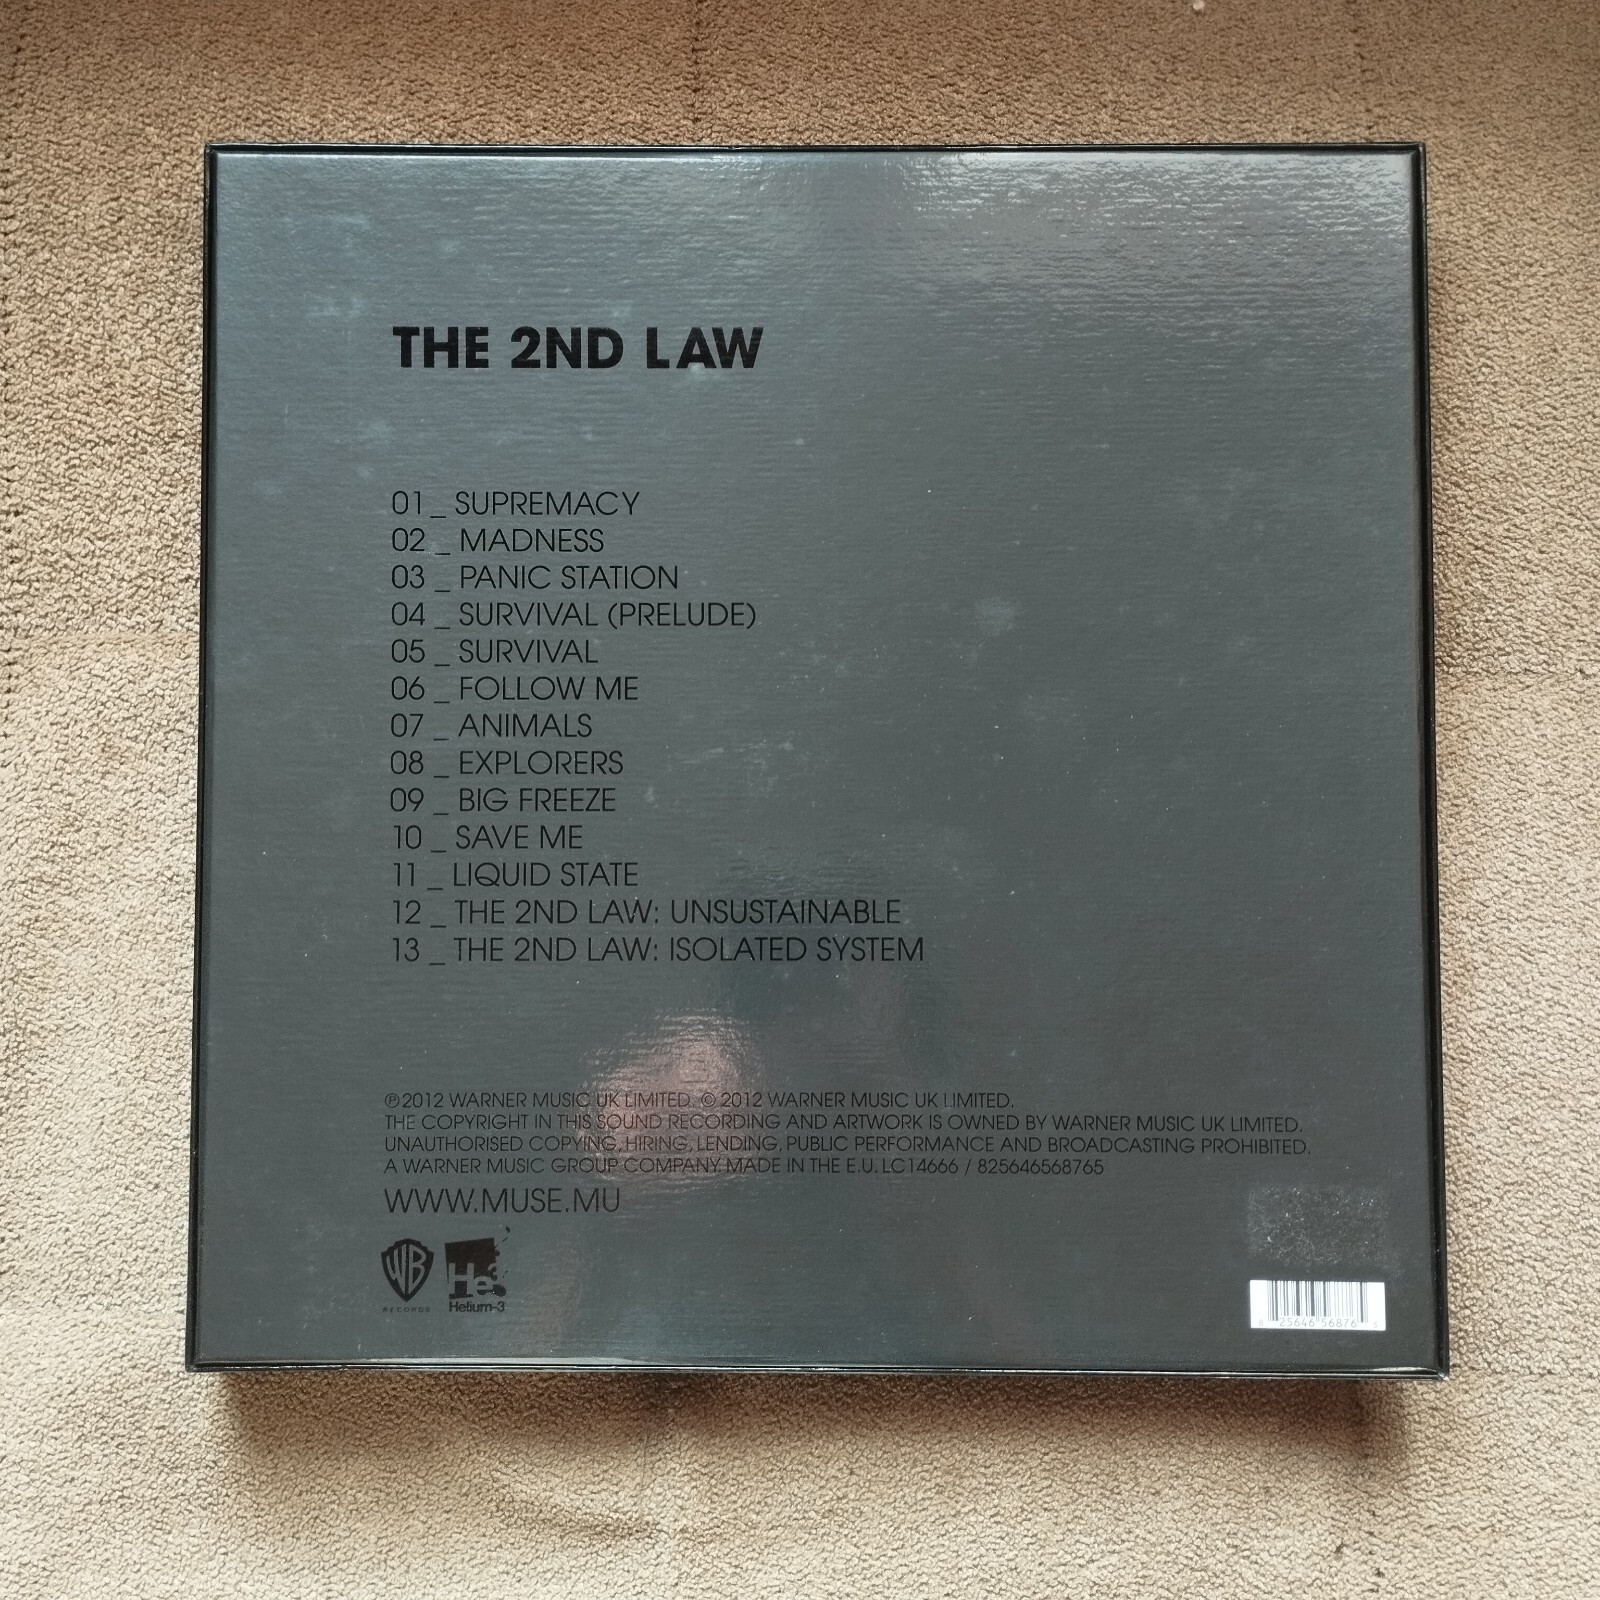 THE 2ND LAW
01_ SUPREMACY
02 _ MADNESS
03 _ PANIC STATION
04 _ SURVIVAL (PRELUDE)
05 _ SURVIVAL
06 _ FOLLOW ME
07 _ ANIMALS
08 _ EXPLORERS
09 _ BIG FREEZE
10 _ SAVE ME
11 _ LIQUID STATE
12 _ THE 2ND LAW: UNSUSTAINABLE
13 _ THE 2ND LAW: ISOLATED SYSTEM
℗2012 WARNER MUSIC UK LIMITED. © 2012 WARNER MUSIC UK LIMITED.
THE COPYRIGHT IN THIS SOUND RECORDING AND ARTWORK IS OWNED BY WARNER MUSIC UK LIMITED.
UNAUTHORISED COPYING, HIRING, LENDING, PUBLIC PERFORMANCE AND BROADCASTING PROHIBITED.
A WARNER MUSIC GROUP COMPANY. MADE IN THE E.U. LC14666 / 825646568765
WWW.MUSE.MU
WB
RECORDS
He3
Helium-3
25646 56876